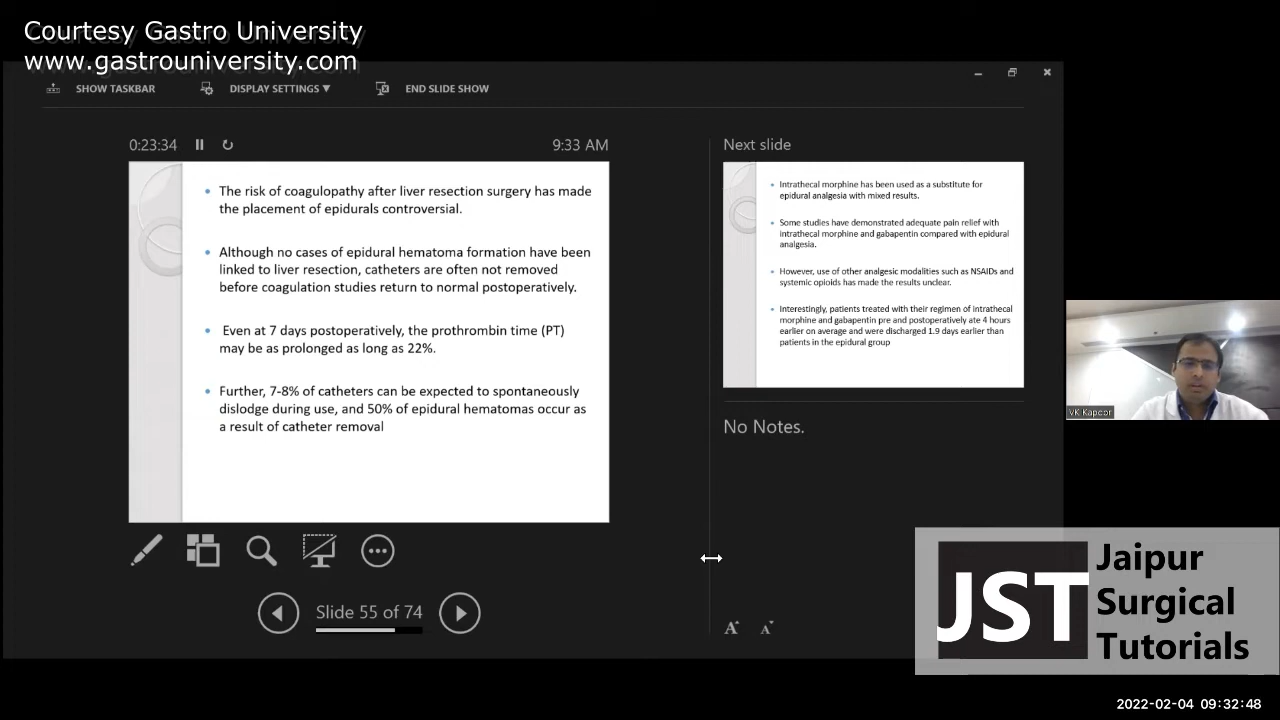 Courtesy Gastro University
www.gastrouniversity.com
SHOW TASKBAR
DISPLAY SETTINGS ▼
END SLIDE SHOW
0:23:34
9:33 AM
• The risk of coagulopathy after liver resection surgery has made
the placement of epidurals controversial.
• Although no cases of epidural hematoma formation have been
linked to liver resection, catheters are often not removed
before coagulation studies return to normal postoperatively.
• Even at 7 days postoperatively, the prothrombin time (PT)
may be as prolonged as long as 22%.
• Further, 7-8% of catheters can be expected to spontaneously
dislodge during use, and 50% of epidural hematomas occur as
a result of catheter removal
Slide 55 of 74
Next slide
• Intrathecal morphine has been used as a substitute for
epidural analgesia with mixed results.
• Some studies have demonstrated adequate pain relief with
intrathecal morphine and gabapentin compared with epidural
analgesia.
• However, use of other analgesic modalities such as NSAIDs and
systemic opioids has made the results unclear.
• Interestingly, patients treated with their regimen of intrathecal
morphine and gabapentin pre and postoperatively ate 4 hours
earlier on average and were discharged 1.9 days earlier than
patients in the epidural group
No Notes.
A A
VK Kapoor
JST
Jaipur
Surgical
Tutorials
2022-02-04 09:32:48